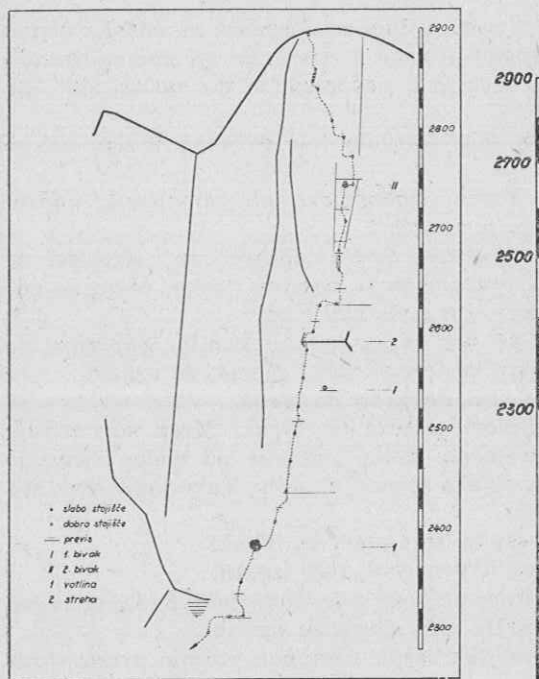 2900
2800
II
2700
2600
2
1
2500
2400
1
2300
• slabo stojišče
dobro stojišče
previs
I 1. bivak
II 2. bivak
1 votlina
2 streha
2900
2700
2500
2300